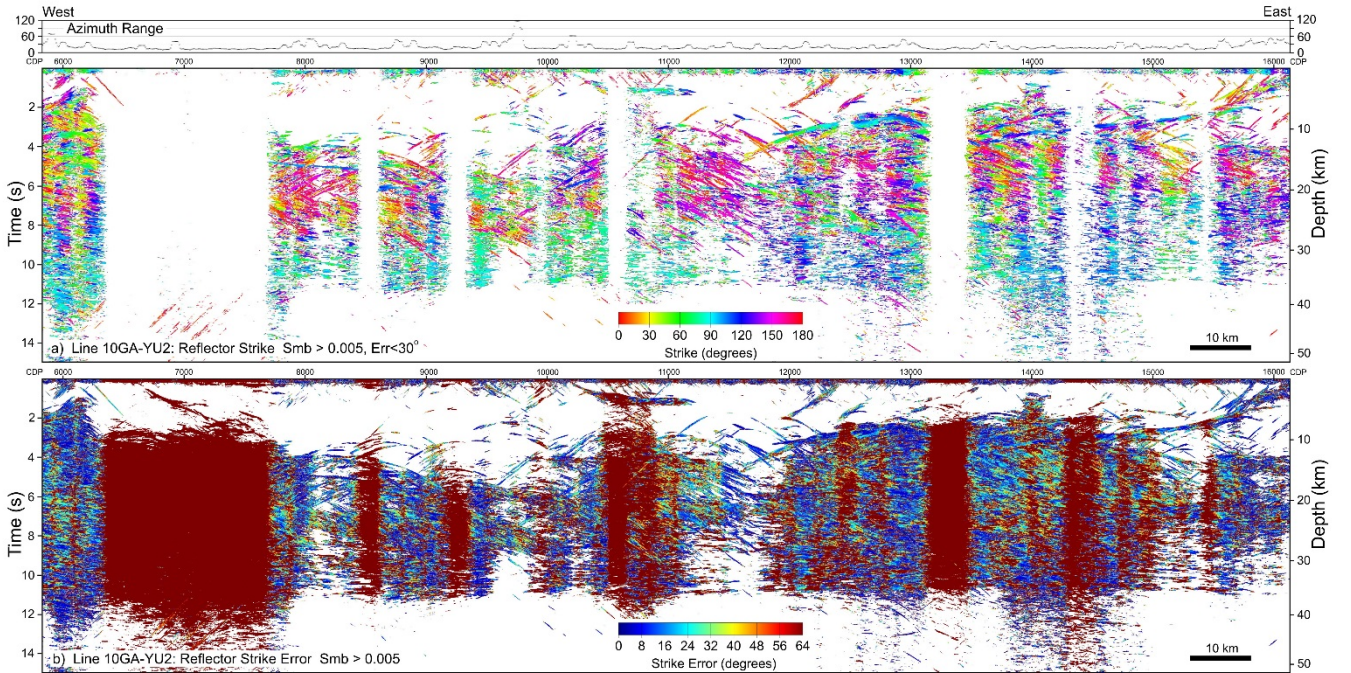 West East
120 120
Azimuth Range
60 60
0 0
CDP 6000 7000 8000 9000 10000 11000 12000 13000 14000 15000 16000 CDP
2
4 10
6 20
8
10 30
12 40
14 50
Time (s)
Depth (km)
0 30 60 90 120 150 180
Strike (degrees)
10 km
a) Line 10GA-YU2: Reflector Strike Smb > 0.005, Err<30°
CDP 6000 7000 8000 9000 10000 11000 12000 13000 14000 15000 16000 CDP
2
4 10
6 20
8
10 30
12 40
14 50
Time (s)
Depth (km)
0 8 16 24 32 40 48 56 64
Strike Error (degrees)
10 km
b) Line 10GA-YU2: Reflector Strike Error Smb > 0.005